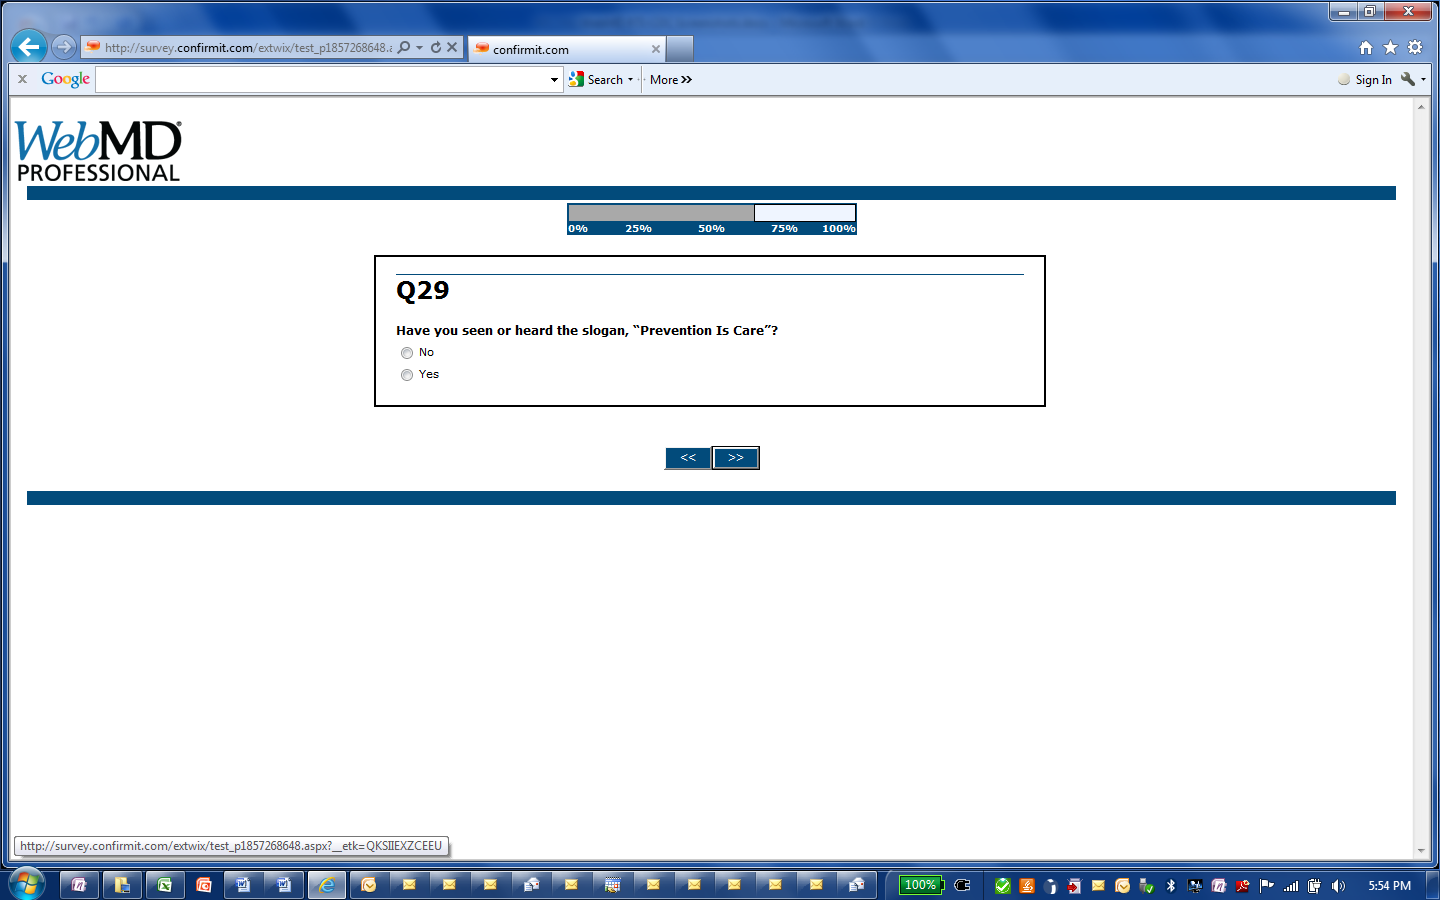 http://survey.confirmit.com/extwix/test_p1857268648.a
confirmit.com
x Google
Search
More »
Sign In
WebMD®
PROFESSIONAL
0% 25% 50% 75% 100%
Q29
Have you seen or heard the slogan, “Prevention Is Care”?
No
Yes
<< >>
http://survey.confirmit.com/extwix/test_p1857268648.aspx?__etk=QKSIIEXZCEEU
100%
5:54 PM